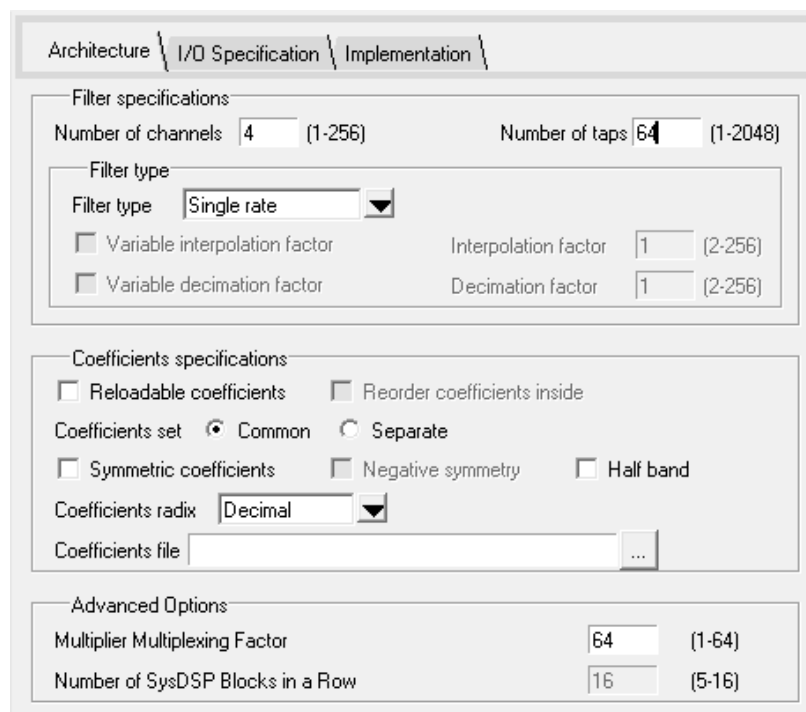 Architecture I/O Specification Implementation
Filter specifications
Number of channels 4 (1-256) Number of taps 64 (1-2048)
Filter type
Filter type Single rate
Variable interpolation factor Interpolation factor 1 (2-256)
Variable decimation factor Decimation factor 1 (2-256)
Coefficients specifications
Reloadable coefficients Reorder coefficients inside
Coefficients set Common Separate
Symmetric coefficients Negative symmetry Half band
Coefficients radix Decimal
Coefficients file ...
Advanced Options
Multiplier Multiplexing Factor 64 (1-64)
Number of SysDSP Blocks in a Row 16 (5-16)